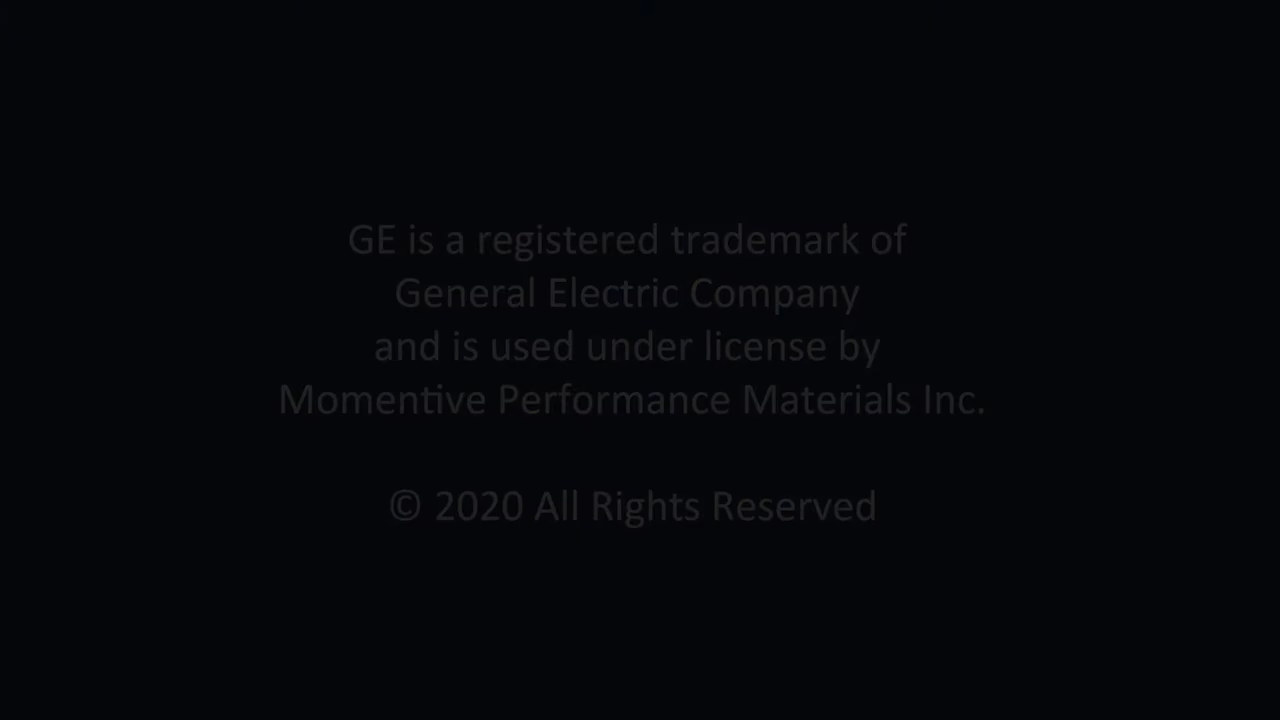 GE is a registered trademark of
General Electric Company
and is used under license by
Momentive Performance Materials Inc.
© 2020 All Rights Reserved